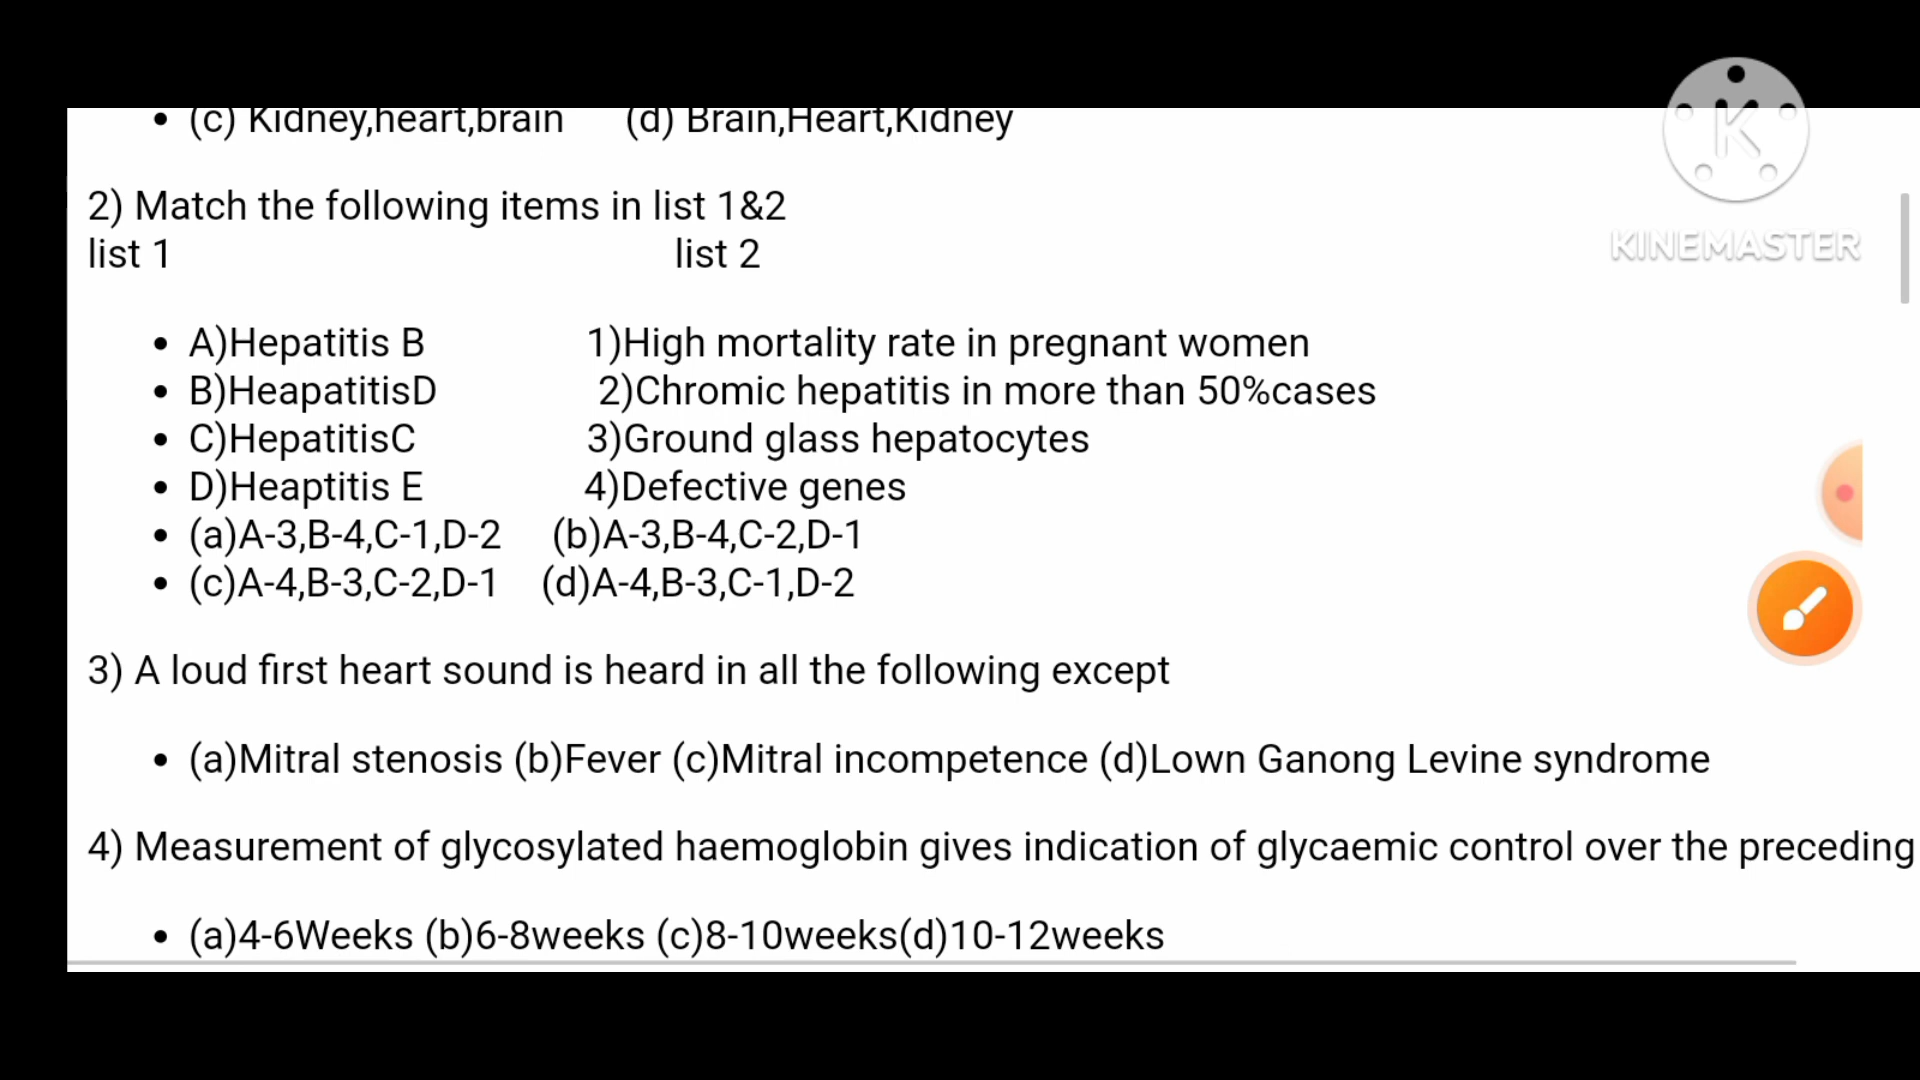 • (c) Kidney,heart,brain (d) Brain,Heart,Kidney
2) Match the following items in list 1&2
list 1 list 2
• A)Hepatitis B 1)High mortality rate in pregnant women
• B)HeapatitisD 2)Chromic hepatitis in more than 50%cases
• C)HepatitisC 3)Ground glass hepatocytes
• D)Heaptitis E 4)Defective genes
• (a)A-3,B-4,C-1,D-2 (b)A-3,B-4,C-2,D-1
• (c)A-4,B-3,C-2,D-1 (d)A-4,B-3,C-1,D-2
3) A loud first heart sound is heard in all the following except
• (a)Mitral stenosis (b)Fever (c)Mitral incompetence (d)Lown Ganong Levine syndrome
4) Measurement of glycosylated haemoglobin gives indication of glycaemic control over the preceding
• (a)4-6Weeks (b)6-8weeks (c)8-10weeks(d)10-12weeks
K
KINEMASTER